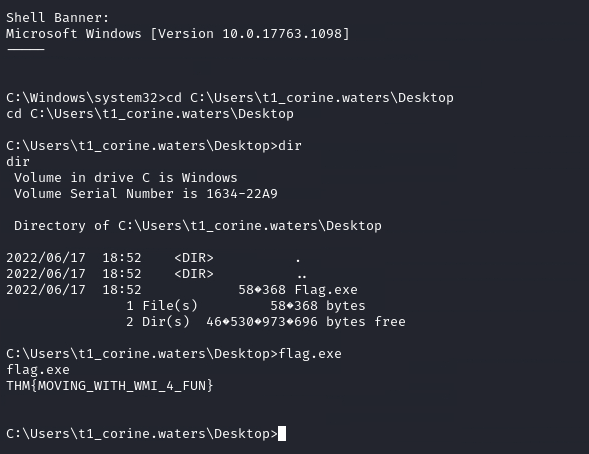 Shell Banner:
Microsoft Windows [Version 10.0.17763.1098]
-----
C:\Windows\system32>cd C:\Users\t1_corine.waters\Desktop
cd C:\Users\t1_corine.waters\Desktop
C:\Users\t1_corine.waters\Desktop>dir
dir
 Volume in drive C is Windows
 Volume Serial Number is 1634-22A9
 Directory of C:\Users\t1_corine.waters\Desktop
2022/06/17  18:52    <DIR>          .
2022/06/17  18:52    <DIR>          ..
2022/06/17  18:52            58�368 Flag.exe
               1 File(s)         58�368 bytes
               2 Dir(s)  46�530�973�696 bytes free
C:\Users\t1_corine.waters\Desktop>flag.exe
flag.exe
THM{MOVING_WITH_WMI_4_FUN}
C:\Users\t1_corine.waters\Desktop>